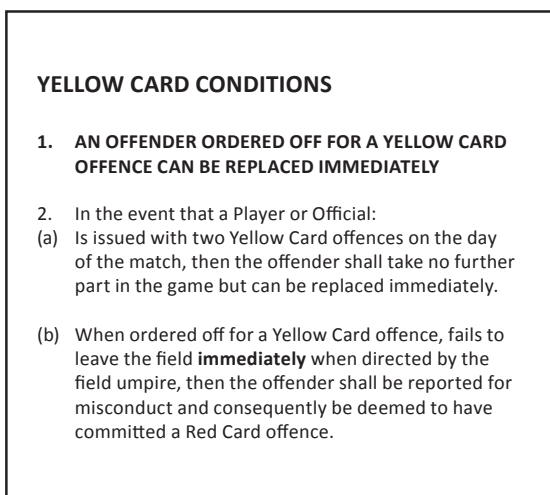 YELLOW CARD CONDITIONS
1. AN OFFENDER ORDERED OFF FOR A YELLOW CARD
OFFENCE CAN BE REPLACED IMMEDIATELY
2. In the event that a Player or Official:
(a) Is issued with two Yellow Card offences on the day
of the match, then the offender shall take no further
part in the game but can be replaced immediately.
(b) When ordered off for a Yellow Card offence, fails to
leave the field immediately when directed by the
field umpire, then the offender shall be reported for
misconduct and consequently be deemed to have
committed a Red Card offence.